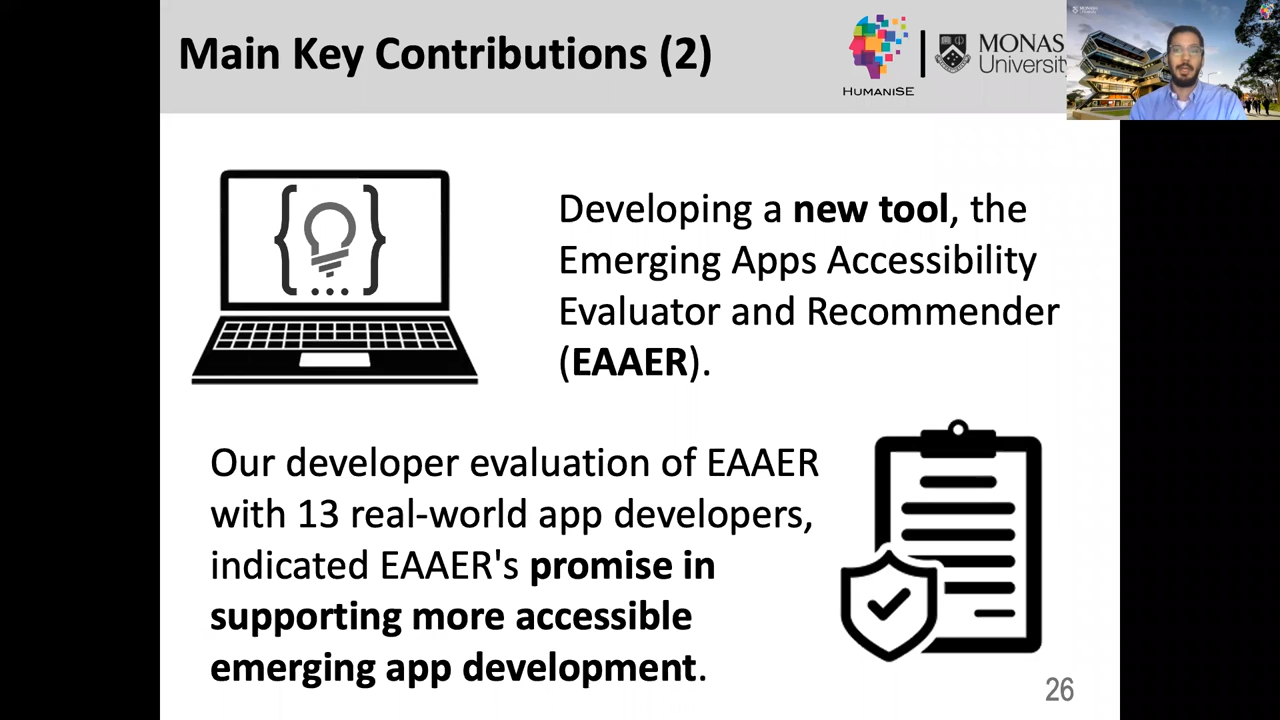 Main Key Contributions (2)
HUMANISE
MONAS
University
MONASH
Developing a new tool, the
Emerging Apps Accessibility
Evaluator and Recommender
(EAAER).
Our developer evaluation of EAAER
with 13 real-world app developers,
indicated EAAER's promise in
supporting more accessible
emerging app development.
26